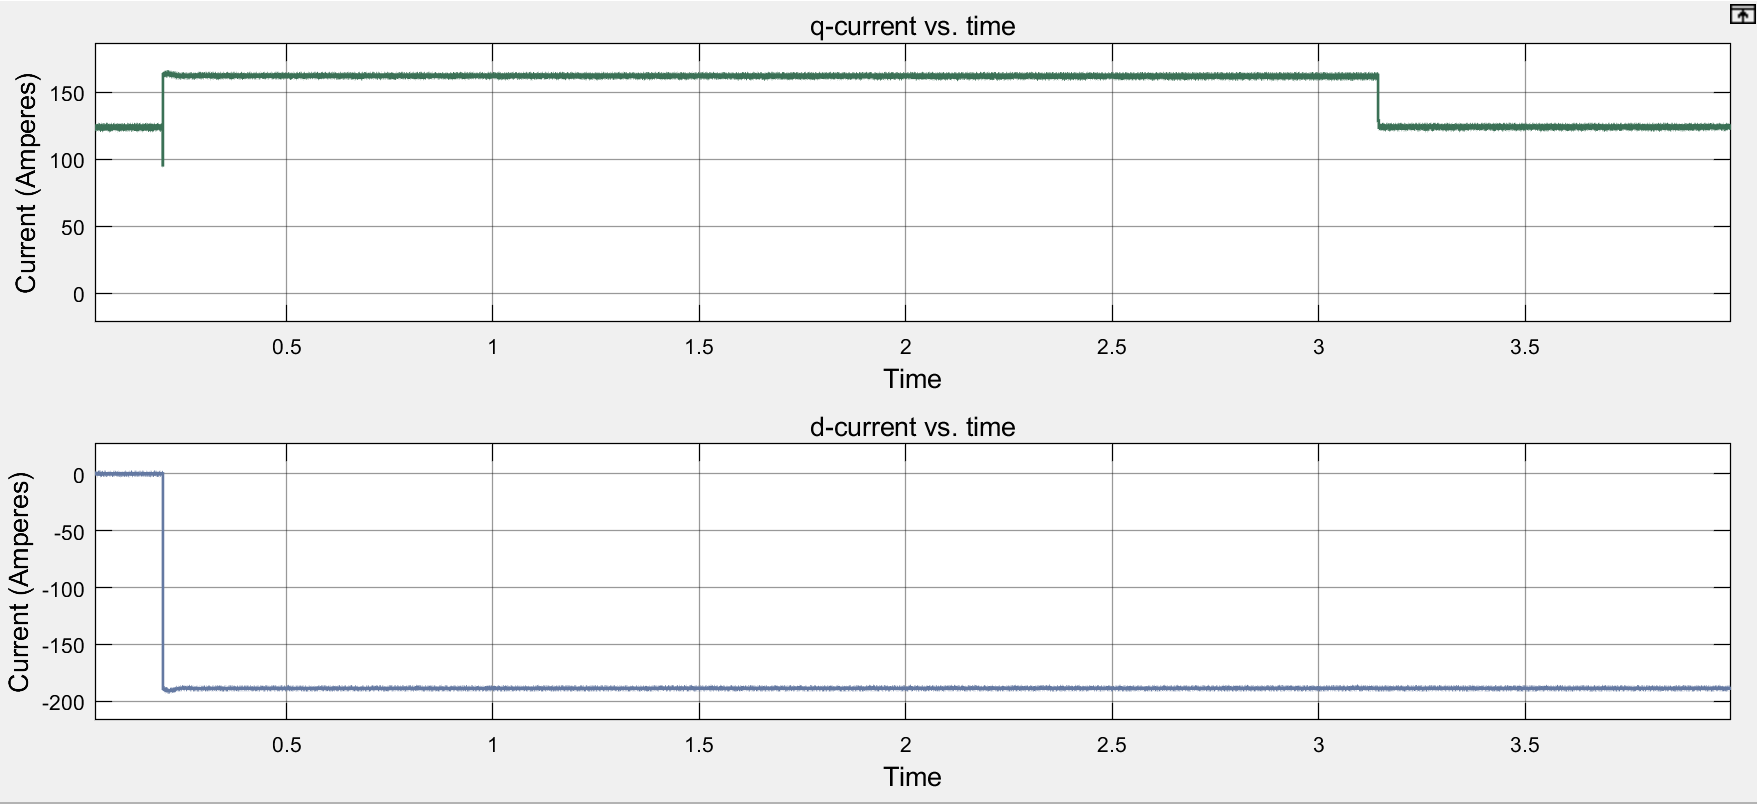 q-current vs. time
Current (Amperes)
150
100
50
0
0.5 1 1.5 2 2.5 3 3.5
Time
d-current vs. time
Current (Amperes)
0
-50
-100
-150
-200
0.5 1 1.5 2 2.5 3 3.5
Time